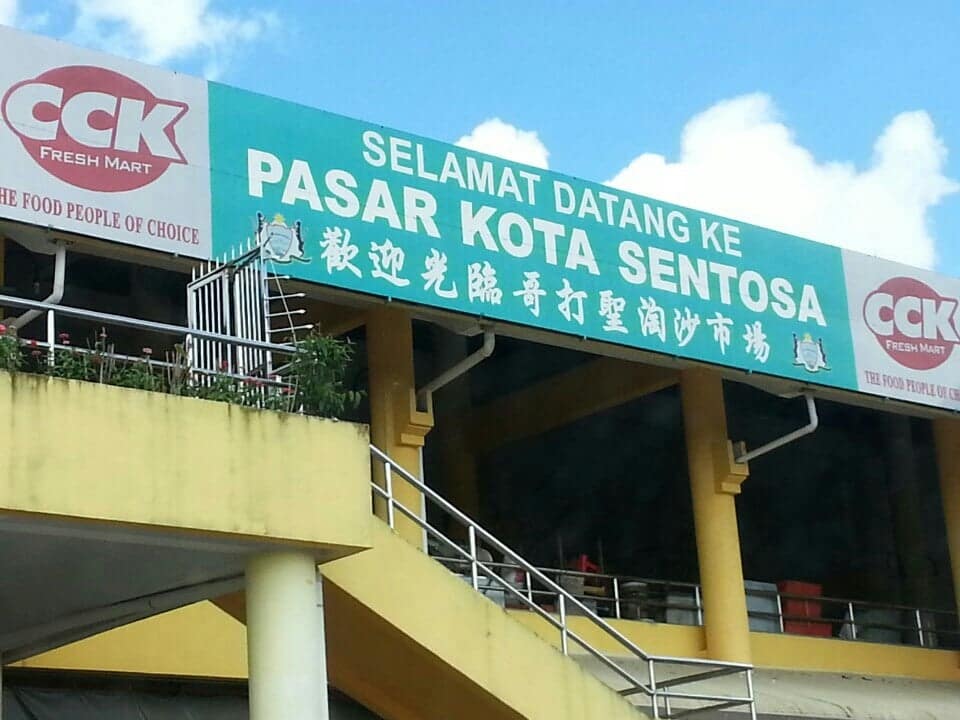 CCK
FRESH MART
THE FOOD PEOPLE OF CHOICE
SELAMAT DATANG KE
PASAR KOTA SENTOSA
歡迎光臨哥打聖淘沙市場
CCK
FRESH MART
THE FOOD PEOPLE OF CH